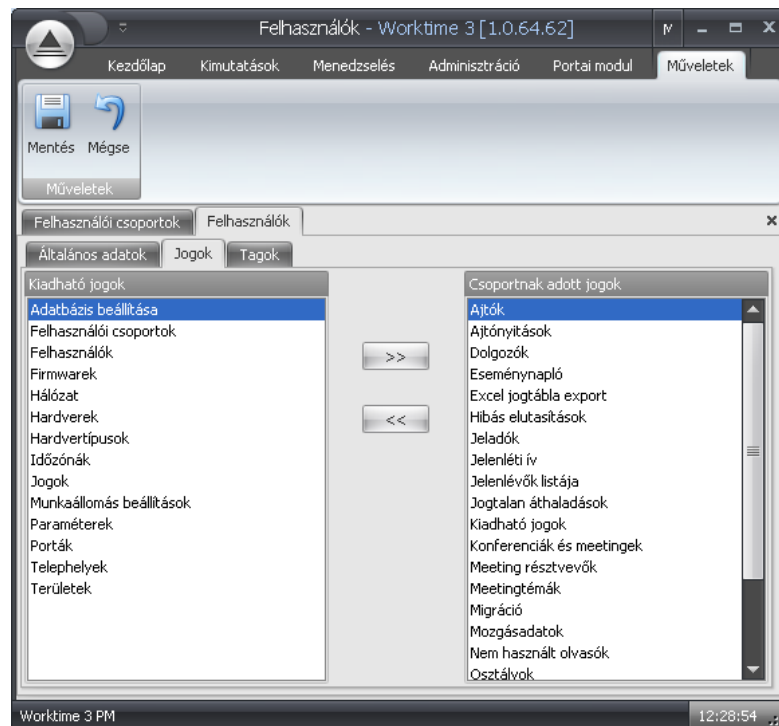 Felhasználók - Worktime 3 [1.0.64.62]
Kezdőlap Kimutatások Menedzselés Adminisztráció Portai modul Műveletek
Mentés Mégse
Műveletek
Felhasználói csoportok Felhasználók
Általános adatok Jogok Tagok
Kiadható jogok
Adatbázis beállítása
Felhasználói csoportok
Felhasználók
Firmwarek
Hálózat
Hardverek
Hardvertípusok
Időzónák
Jogok
Munkaállomás beállítások
Paraméterek
Porták
Telephelyek
Területek
>>
<<
Csoportnak adott jogok
Ajtók
Ajtónyitások
Dolgozók
Eseménynapló
Excel jogtábla export
Hibás elutasítások
Jeladók
Jelenléti ív
Jelenlévők listája
Jogtalan áthaladások
Kiadható jogok
Konferenciák és meetingek
Meeting résztvevők
Meetingtémák
Migráció
Mozgásadatok
Nem használt olvasók
Osztályok
Worktime 3 PM
12:28:54